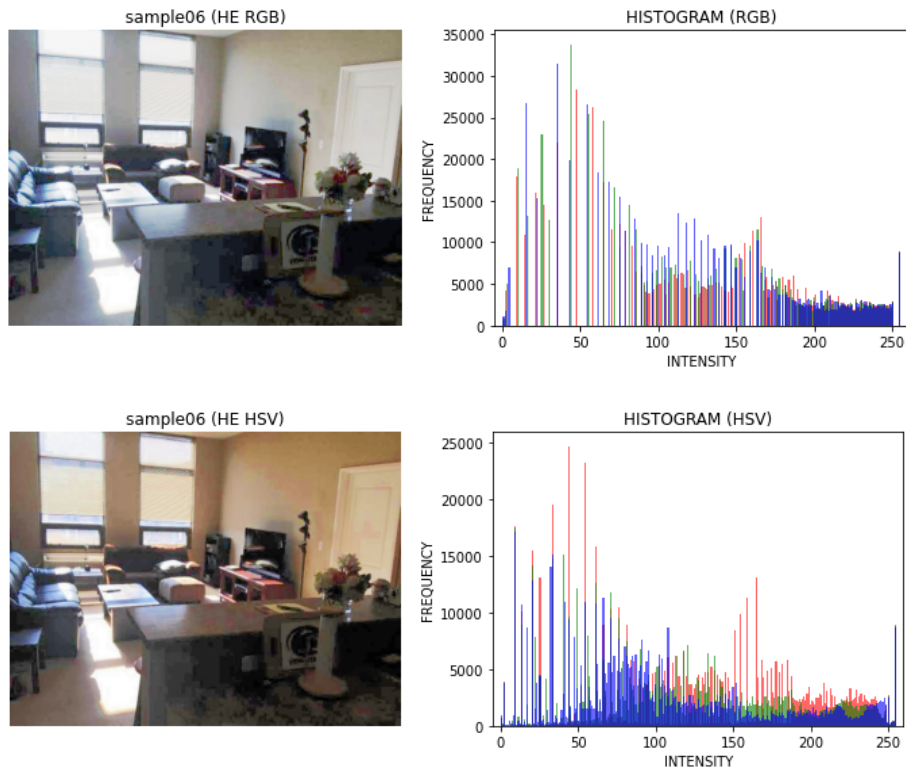 sample06 (HE RGB)
HISTOGRAM (RGB)
35000
30000
25000
20000
15000
10000
5000
0
FREQUENCY
0 50 100 150 200 250
INTENSITY
sample06 (HE HSV)
HISTOGRAM (HSV)
25000
20000
15000
10000
5000
0
FREQUENCY
0 50 100 150 200 250
INTENSITY